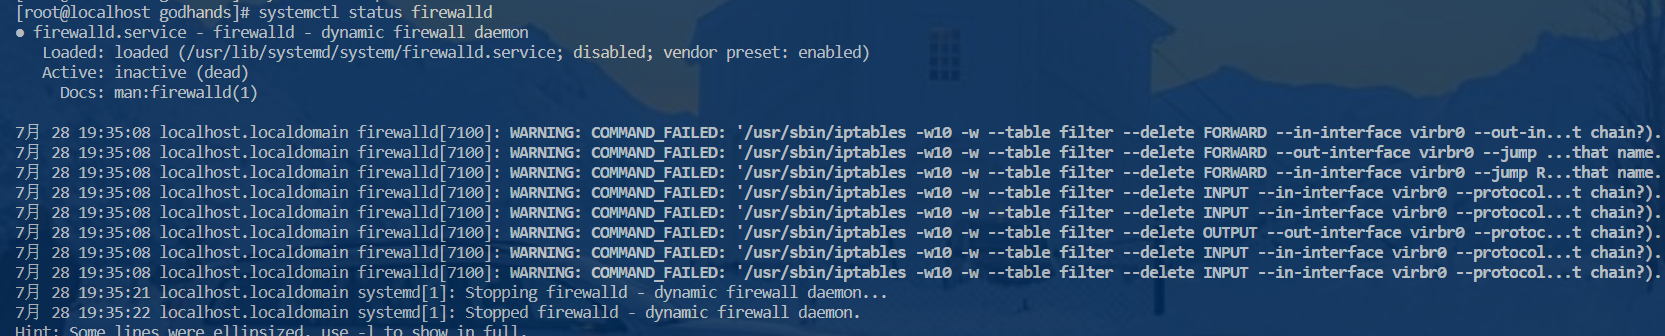 [root@localhost godhands]# systemctl status firewalld
● firewalld.service - firewalld - dynamic firewall daemon
   Loaded: loaded (/usr/lib/systemd/system/firewalld.service; disabled; vendor preset: enabled)
   Active: inactive (dead)
     Docs: man:firewalld(1)

7月 28 19:35:08 localhost.localdomain firewalld[7100]: WARNING: COMMAND_FAILED: '/usr/sbin/iptables -w10 -w --table filter --delete FORWARD --in-interface virbr0 --out-in...t chain?).
7月 28 19:35:08 localhost.localdomain firewalld[7100]: WARNING: COMMAND_FAILED: '/usr/sbin/iptables -w10 -w --table filter --delete FORWARD --out-interface virbr0 --jump ...that name.
7月 28 19:35:08 localhost.localdomain firewalld[7100]: WARNING: COMMAND_FAILED: '/usr/sbin/iptables -w10 -w --table filter --delete FORWARD --in-interface virbr0 --jump R...that name.
7月 28 19:35:08 localhost.localdomain firewalld[7100]: WARNING: COMMAND_FAILED: '/usr/sbin/iptables -w10 -w --table filter --delete INPUT --in-interface virbr0 --protocol...t chain?).
7月 28 19:35:08 localhost.localdomain firewalld[7100]: WARNING: COMMAND_FAILED: '/usr/sbin/iptables -w10 -w --table filter --delete INPUT --in-interface virbr0 --protocol...t chain?).
7月 28 19:35:08 localhost.localdomain firewalld[7100]: WARNING: COMMAND_FAILED: '/usr/sbin/iptables -w10 -w --table filter --delete OUTPUT --out-interface virbr0 --protoc...t chain?).
7月 28 19:35:08 localhost.localdomain firewalld[7100]: WARNING: COMMAND_FAILED: '/usr/sbin/iptables -w10 -w --table filter --delete INPUT --in-interface virbr0 --protocol...t chain?).
7月 28 19:35:08 localhost.localdomain firewalld[7100]: WARNING: COMMAND_FAILED: '/usr/sbin/iptables -w10 -w --table filter --delete INPUT --in-interface virbr0 --protocol...t chain?).
7月 28 19:35:21 localhost.localdomain systemd[1]: Stopping firewalld - dynamic firewall daemon...
7月 28 19:35:22 localhost.localdomain systemd[1]: Stopped firewalld - dynamic firewall daemon.
Hint: Some lines were ellipsized, use -l to show in full.